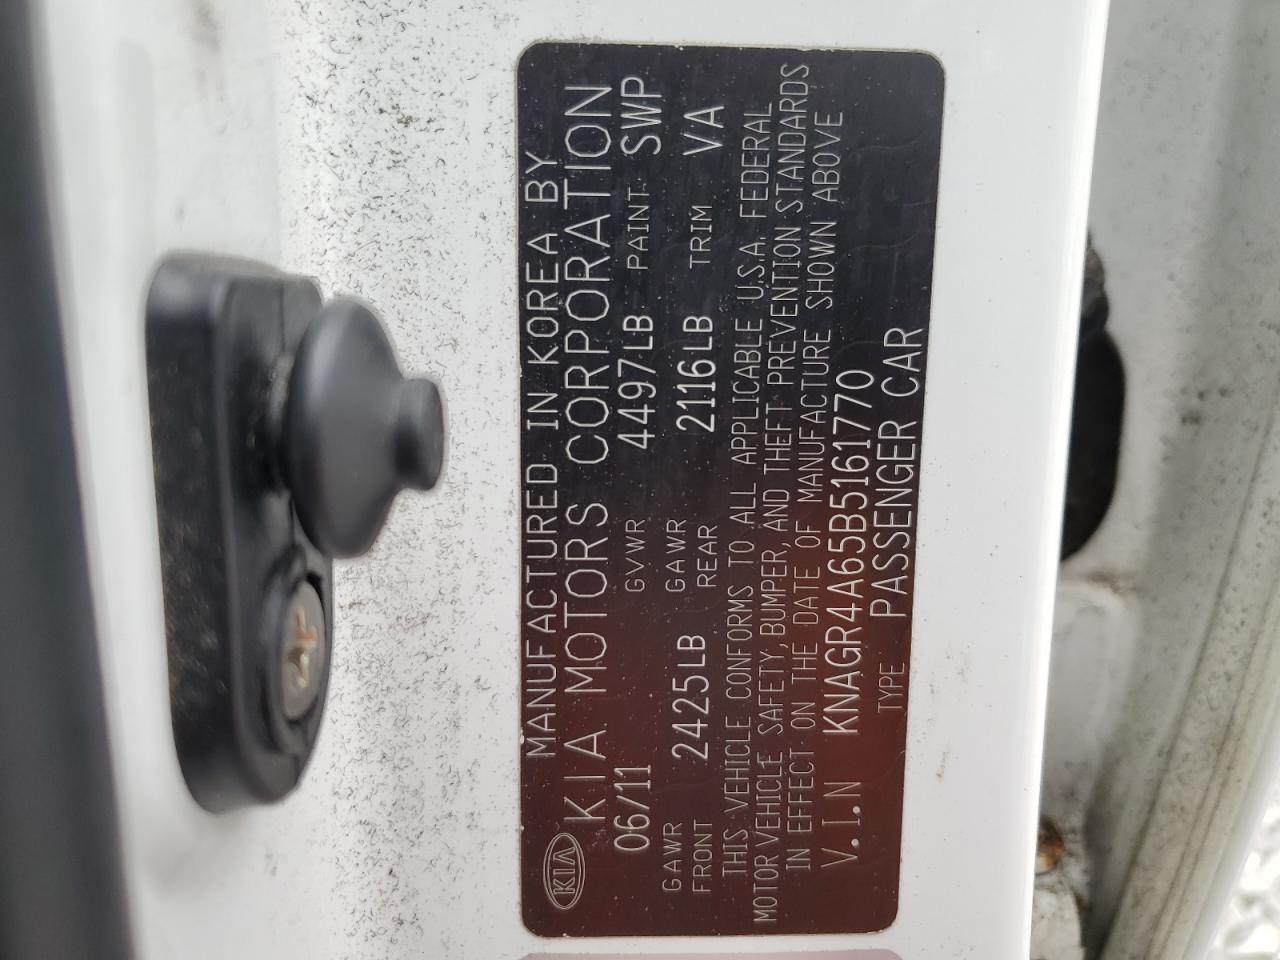 MANUFACTURED IN KOREA BY
KIA KIA MOTORS CORPORATION
06/11 GVWR 4497LB PAINT SWP
GAWR FRONT 2425LB GAWR REAR 2116LB TRIM VA
THIS VEHICLE CONFORMS TO ALL APPLICABLE U.S.A. FEDERAL
MOTOR VEHICLE SAFETY, BUMPER, AND THEFT PREVENTION STANDARDS
IN EFFECT ON THE DATE OF MANUFACTURE SHOWN ABOVE
V.I.N KNAGR4A65B5161770
TYPE PASSENGER CAR